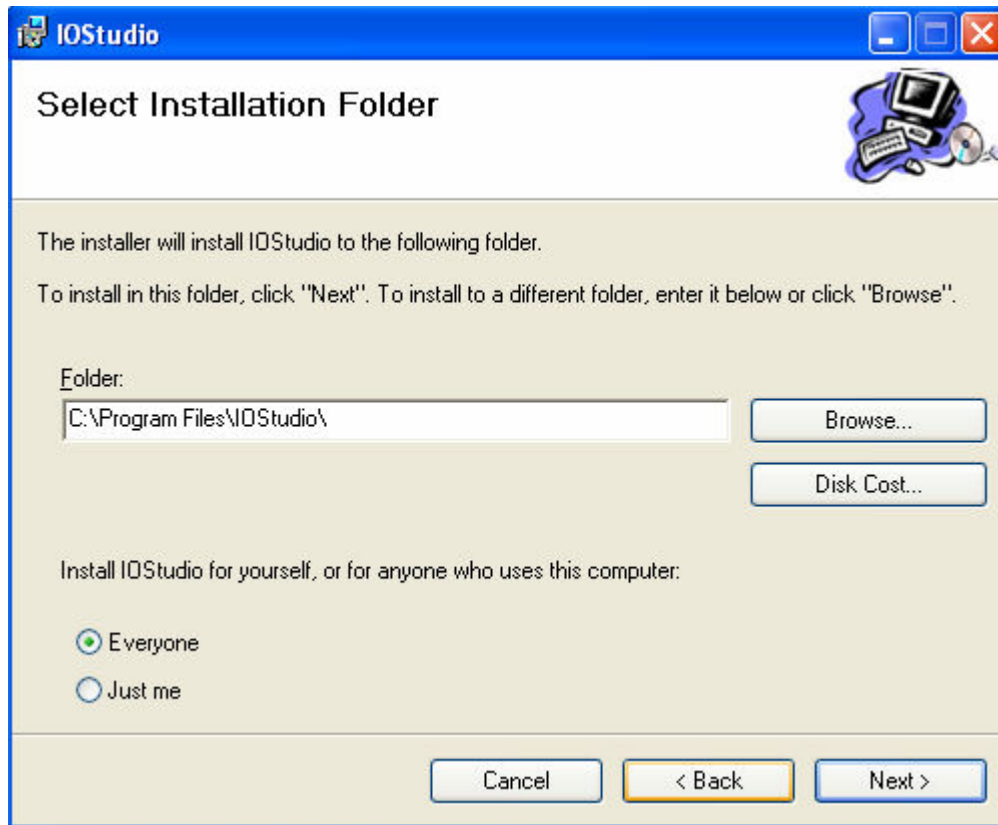 IOStudio
Select Installation Folder
The installer will install IOStudio to the following folder.
To install in this folder, click "Next". To install to a different folder, enter it below or click "Browse".
Folder:
C:\Program Files\IOStudio\
Browse...
Disk Cost...
Install IOStudio for yourself, or for anyone who uses this computer:
Everyone
Just me
Cancel
< Back
Next >